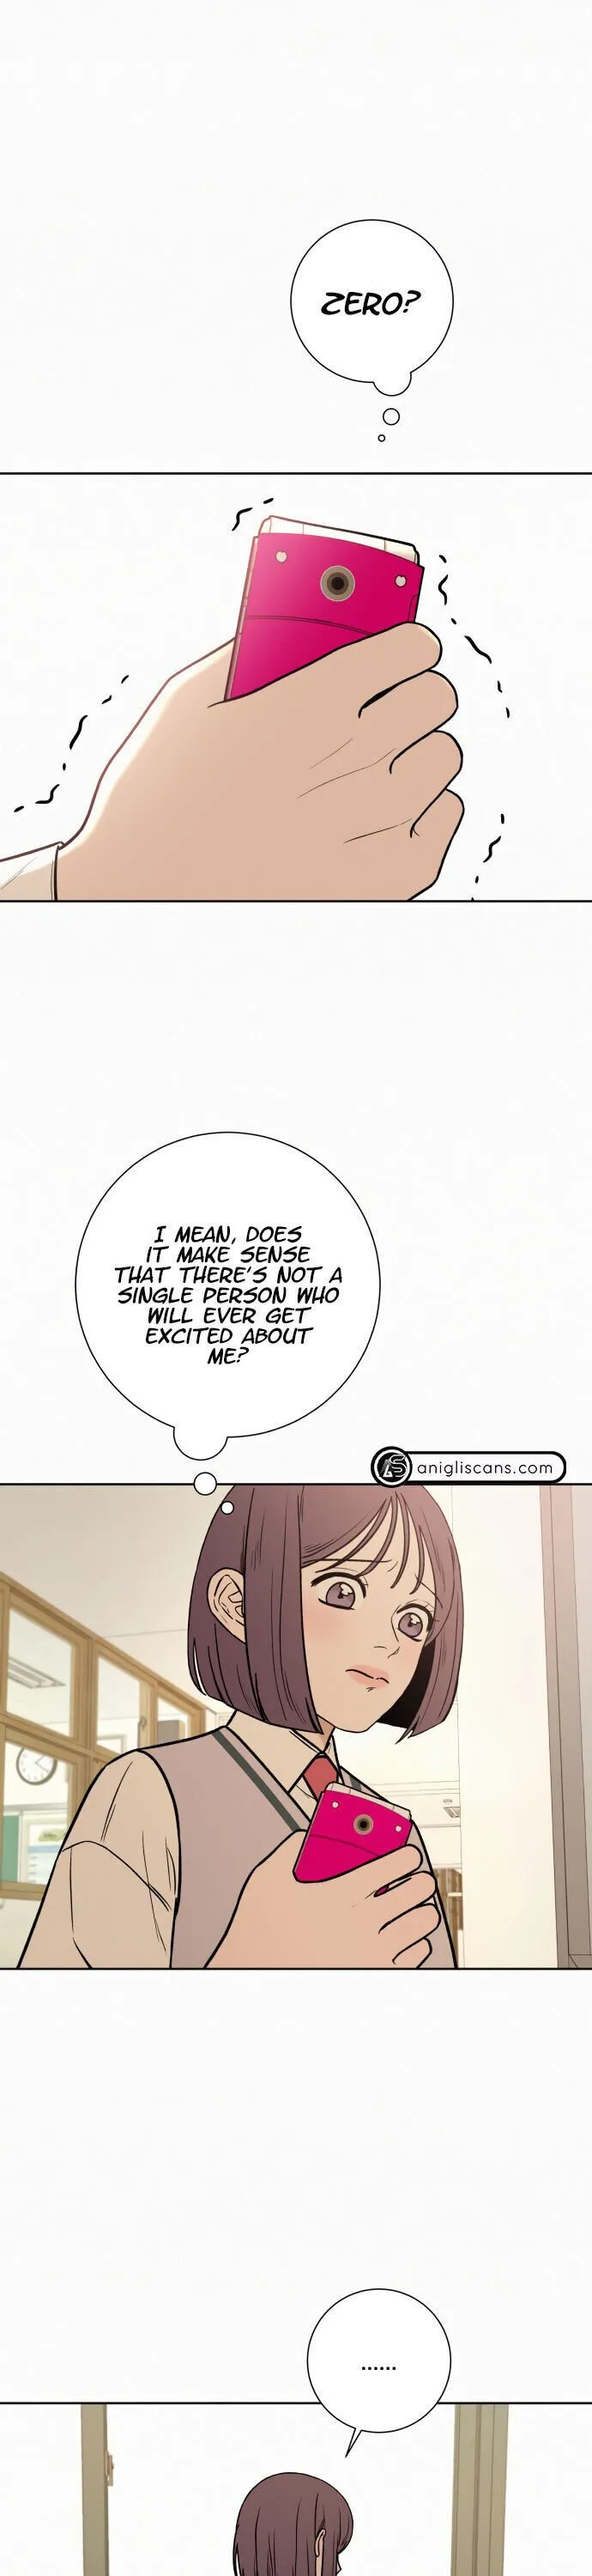 ZERO?
I MEAN, DOES
IT MAKE SENSE
THAT THERE'S NOT A
SINGLE PERSON WHO
WILL EVER GET
EXCITED ABOUT
ME?
anigliscans.com
......